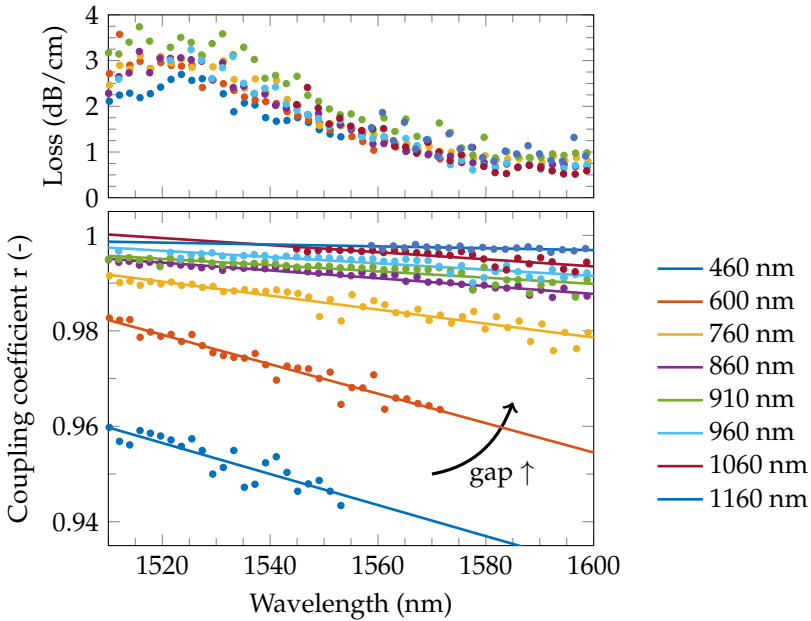 4
3
2
1
0
Loss (dB/cm)
1
0.98
0.96
0.94
Coupling coefficient r (-)
gap ↑
1520 1540 1560 1580 1600
Wavelength (nm)
460 nm
600 nm
760 nm
860 nm
910 nm
960 nm
1060 nm
1160 nm